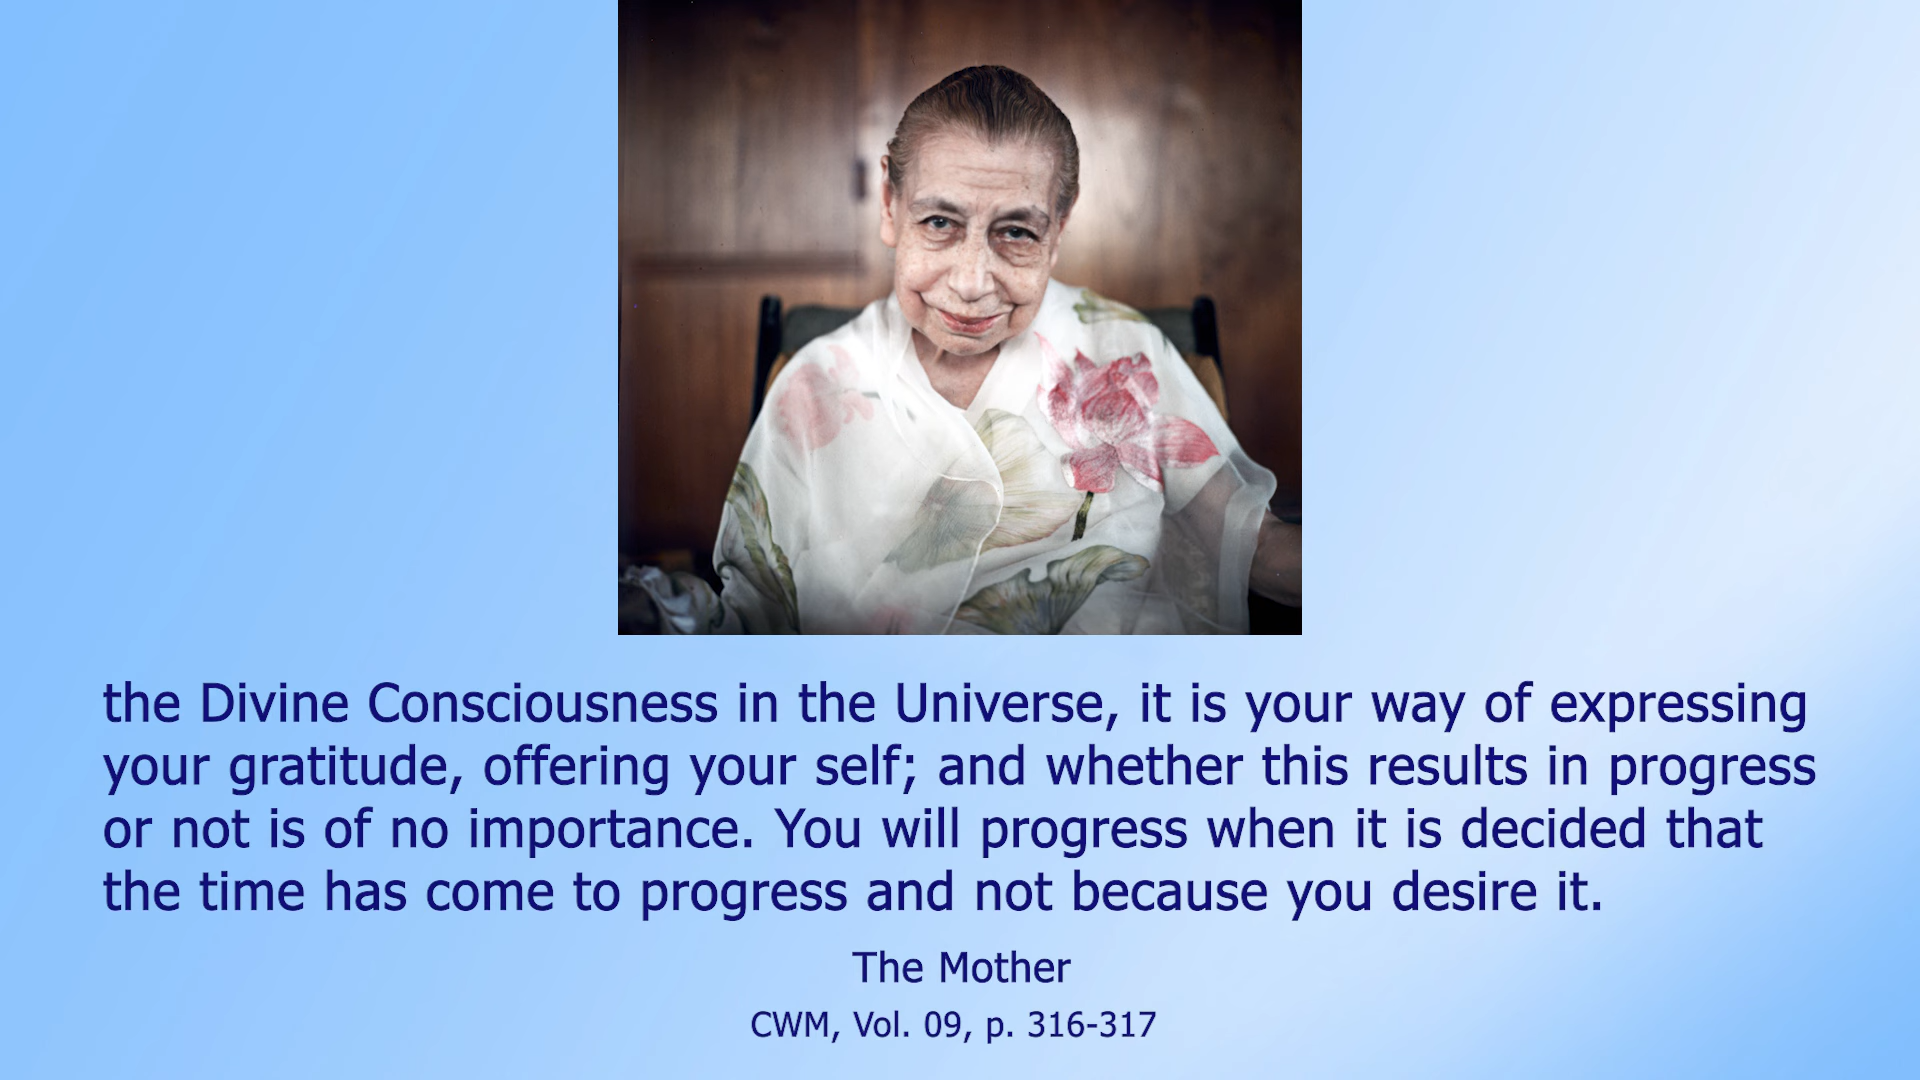 the Divine Consciousness in the Universe, it is your way of expressing
your gratitude, offering your self; and whether this results in progress
or not is of no importance. You will progress when it is decided that
the time has come to progress and not because you desire it.
The Mother
CWM, Vol. 09, p. 316-317